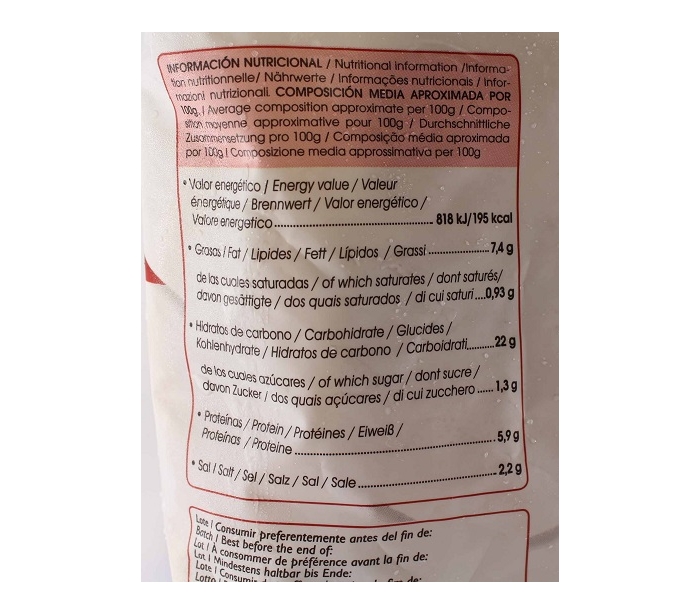 INFORMACIÓN NUTRICIONAL / Nutritional information /Informa-
tion nutritionnelle/ Nährwerte / Informações nutricionais / Infor-
mazioni nutrizionali. COMPOSICIÓN MEDIA APROXIMADA POR
100g. / Average composition approximate per 100g / Compo-
sition moyenne approximative pour 100g / Durchschnittliche
Zusammensetzung pro 100g / Composição média aproximada
por 100g / Composizione media approssimativa per 100g
• Valor energético / Energy value / Valeur
énergétique / Brennwert / Valor energético /
Valore energetico............ 818 kJ/195 kcal
• Grasas / Fat / Lipides / Fett / Lípidos / Grassi ............7,4 g
de las cuales saturadas / of which saturates / dont saturés/
davon gesättigte / dos quais saturados / di cui saturi....0,93 g
• Hidratos de carbono / Carbohidrate / Glucides /
Kohlenhydrate / Hidratos de carbono / Carboidrati.........22 g
de los cuales azúcares / of which sugar / dont sucre /
davon Zucker / dos quais açúcares / di cui zucchero ..... 1,3 g
• Proteínas / Protein / Protéines / Eiweiß /
Proteínas / Proteine ............ 5,9 g
• Sal / Salt / Sel / Salz / Sal / Sale............ 2,2 g
Lote / Consumir preferentemente antes del fin de:
Batch / Best before the end of:
Lot / À consommer de préférence avant la fin de:
Lot / Mindestens haltbar bis Ende:
Lote / Consumir
Lotto /